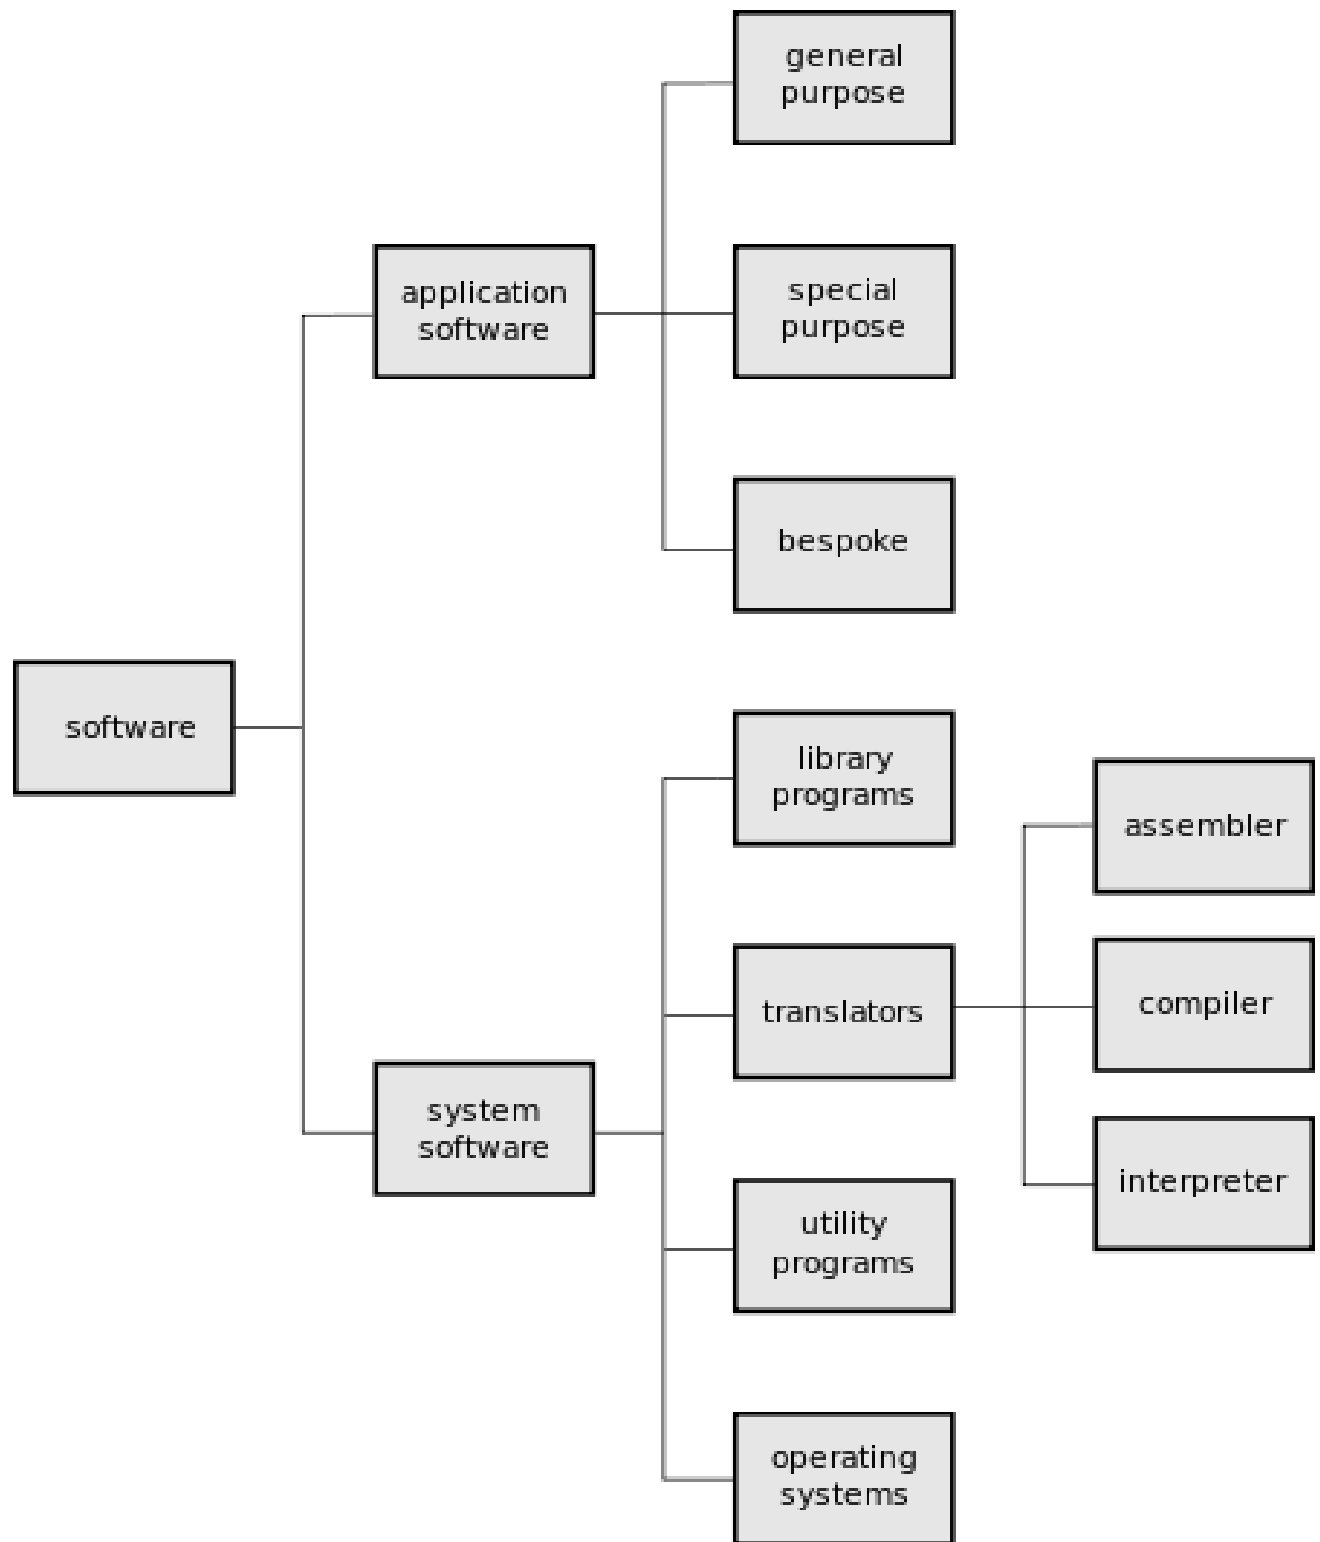 general
purpose
application
software
special
purpose
bespoke
software
library
programs
assembler
translators
compiler
system
software
interpreter
utility
programs
operating
systems